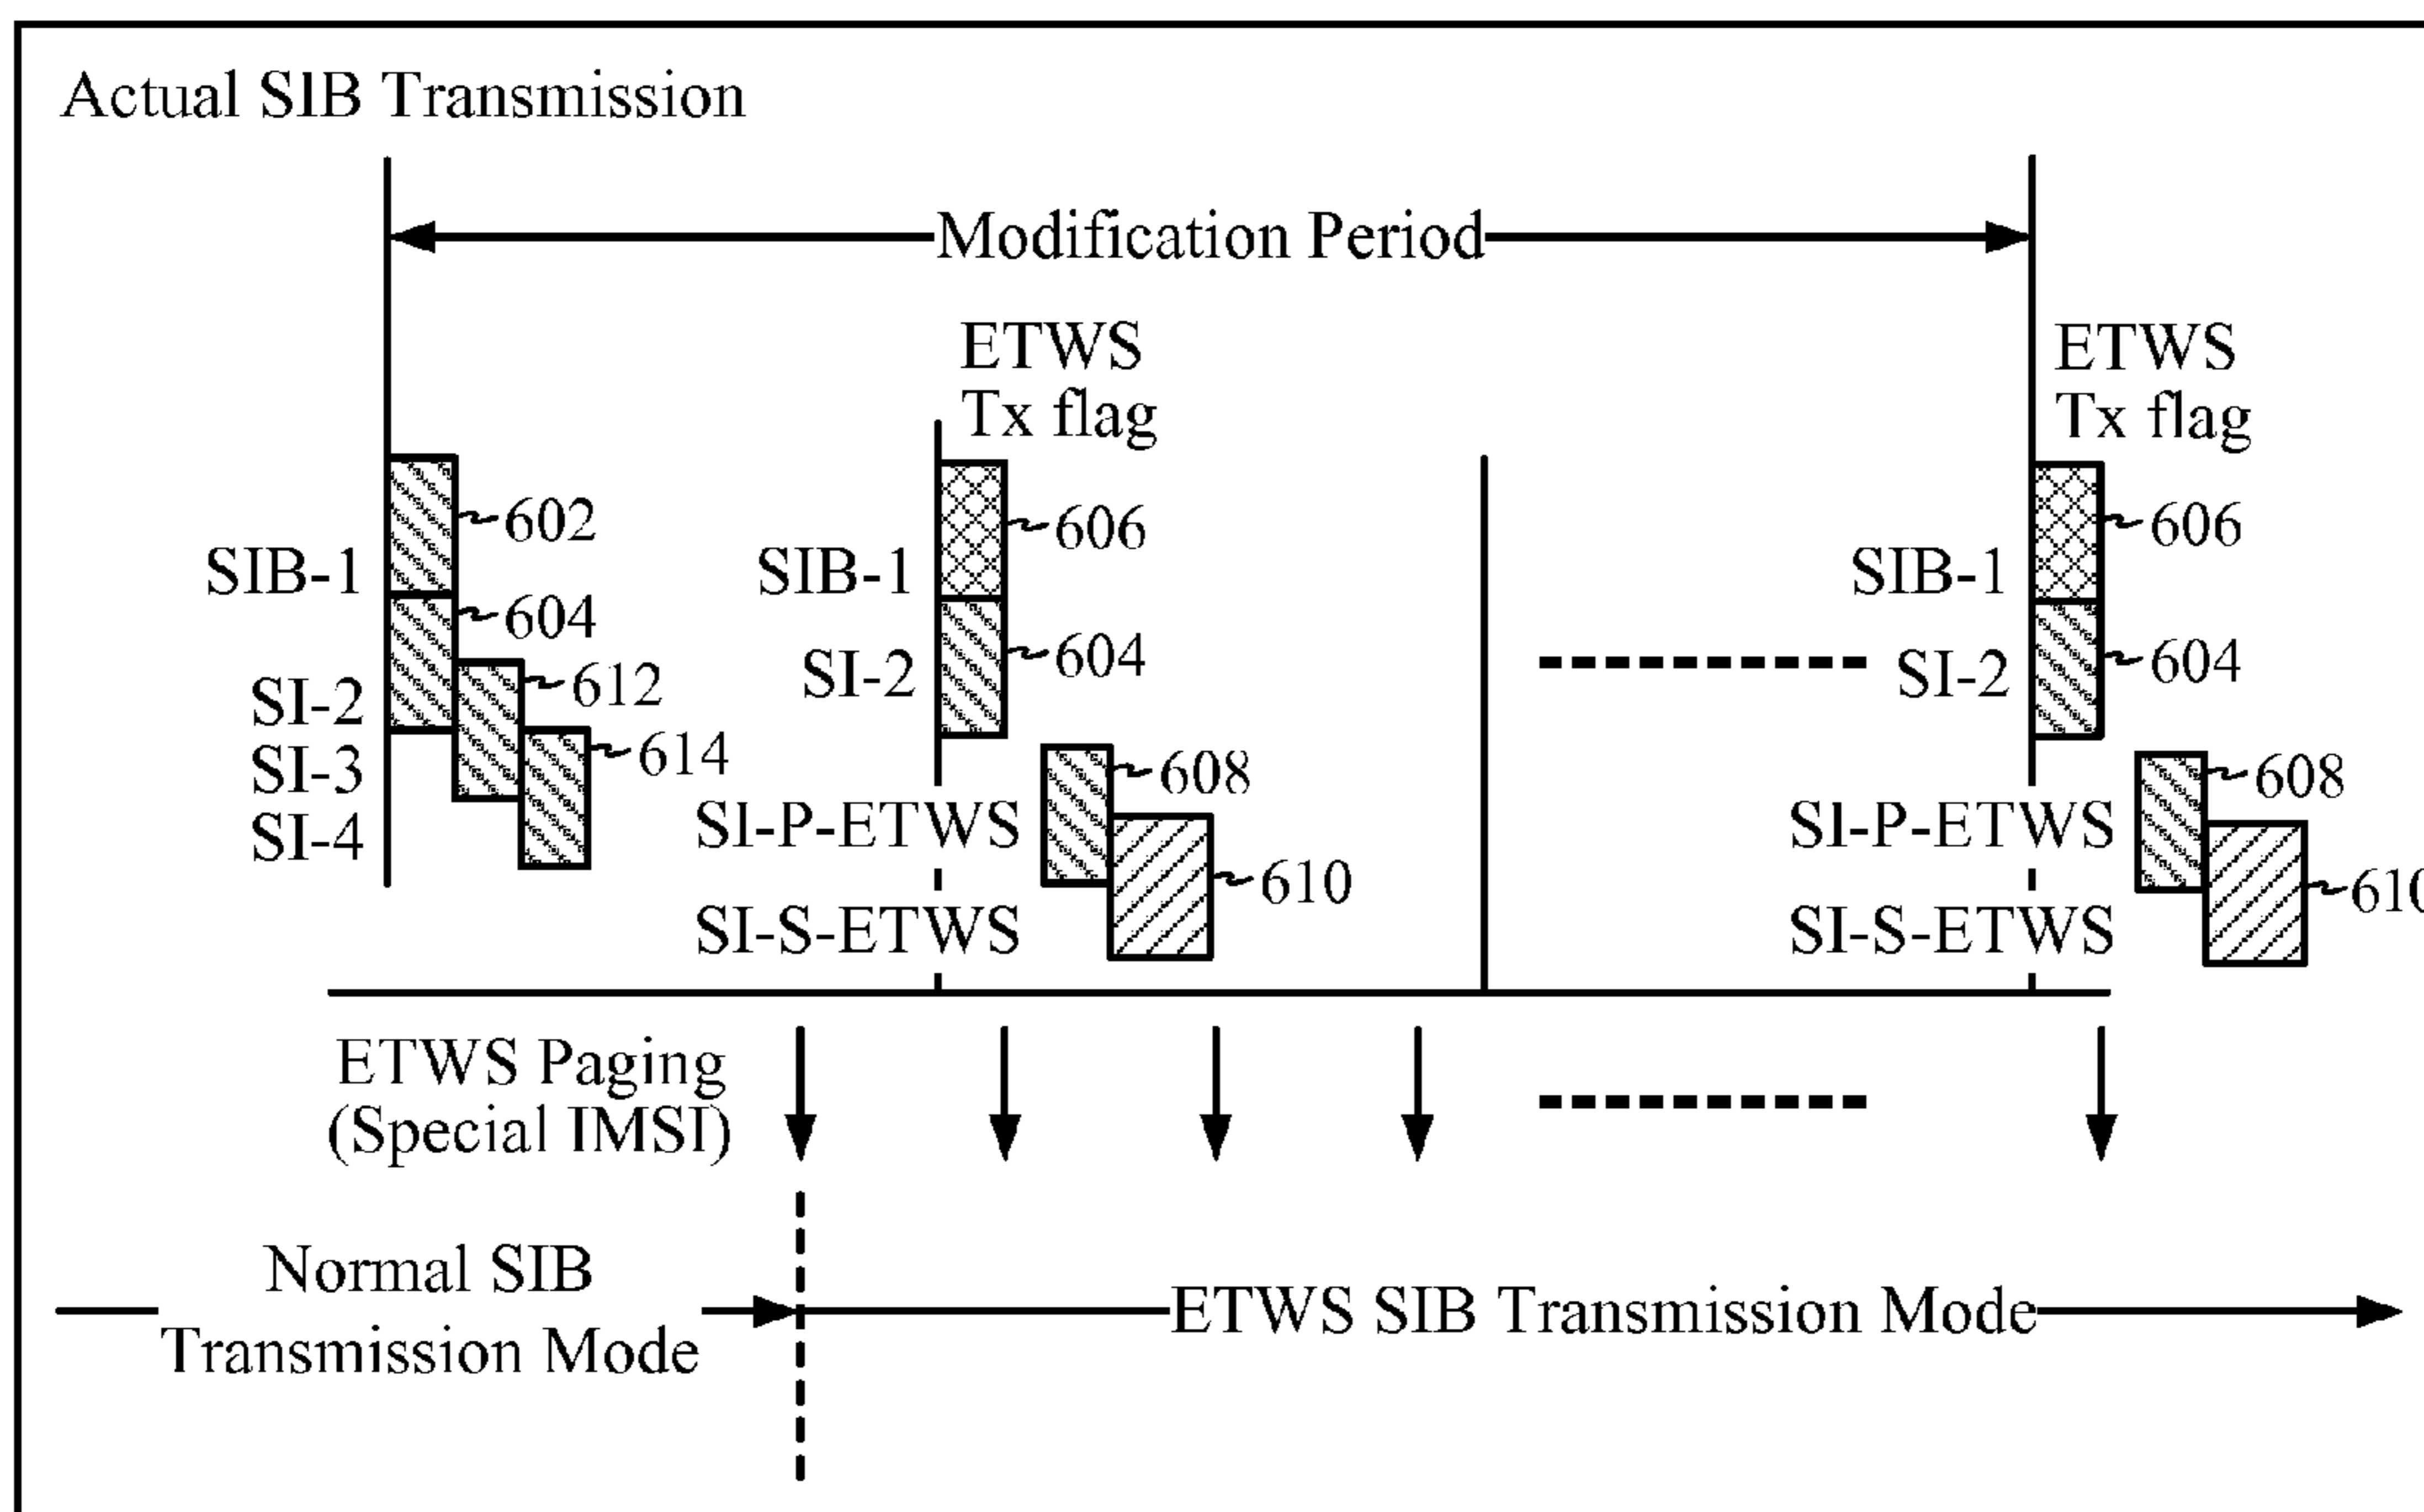 Actual SIB Transmission
Modification Period
ETWS
Tx flag
ETWS
Tx flag
602
606
606
SIB-1
SIB-1
SIB-1
604
604
604
SI-2
SI-2
SI-2
612
SI-3
614
608
608
SI-4
SI-P-ETWS
SI-P-ETWS
610
610
SI-S-ETWS
SI-S-ETWS
ETWS Paging
(Special IMSI)
Normal SIB
Transmission Mode
ETWS SIB Transmission Mode